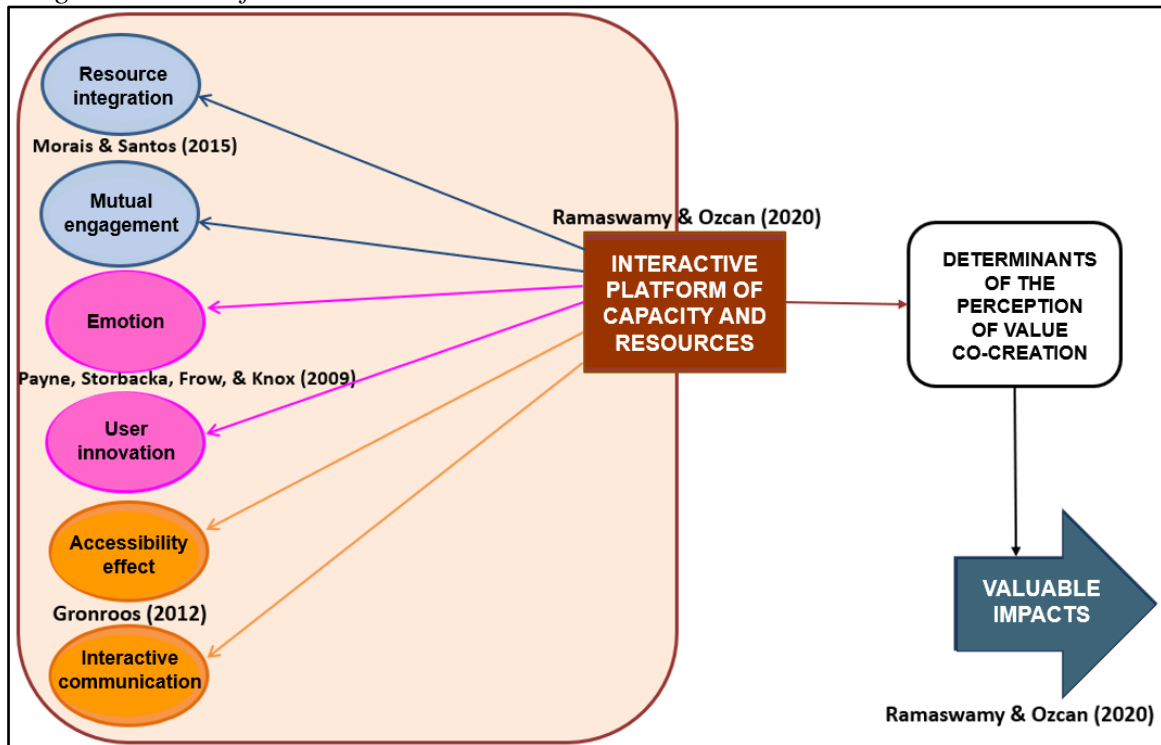 Resource
integration
Morais & Santos (2015)
Mutual
engagement
Emotion
Payne, Storbacka, Frow, & Knox (2009)
User
innovation
Accessibility
effect
Gronroos (2012)
Interactive
communication
Ramaswamy & Ozcan (2020)
INTERACTIVE
PLATFORM OF
CAPACITY AND
RESOURCES
DETERMINANTS
OF THE
PERCEPTION
OF VALUE
CO-CREATION
VALUABLE
IMPACTS
Ramaswamy & Ozcan (2020)